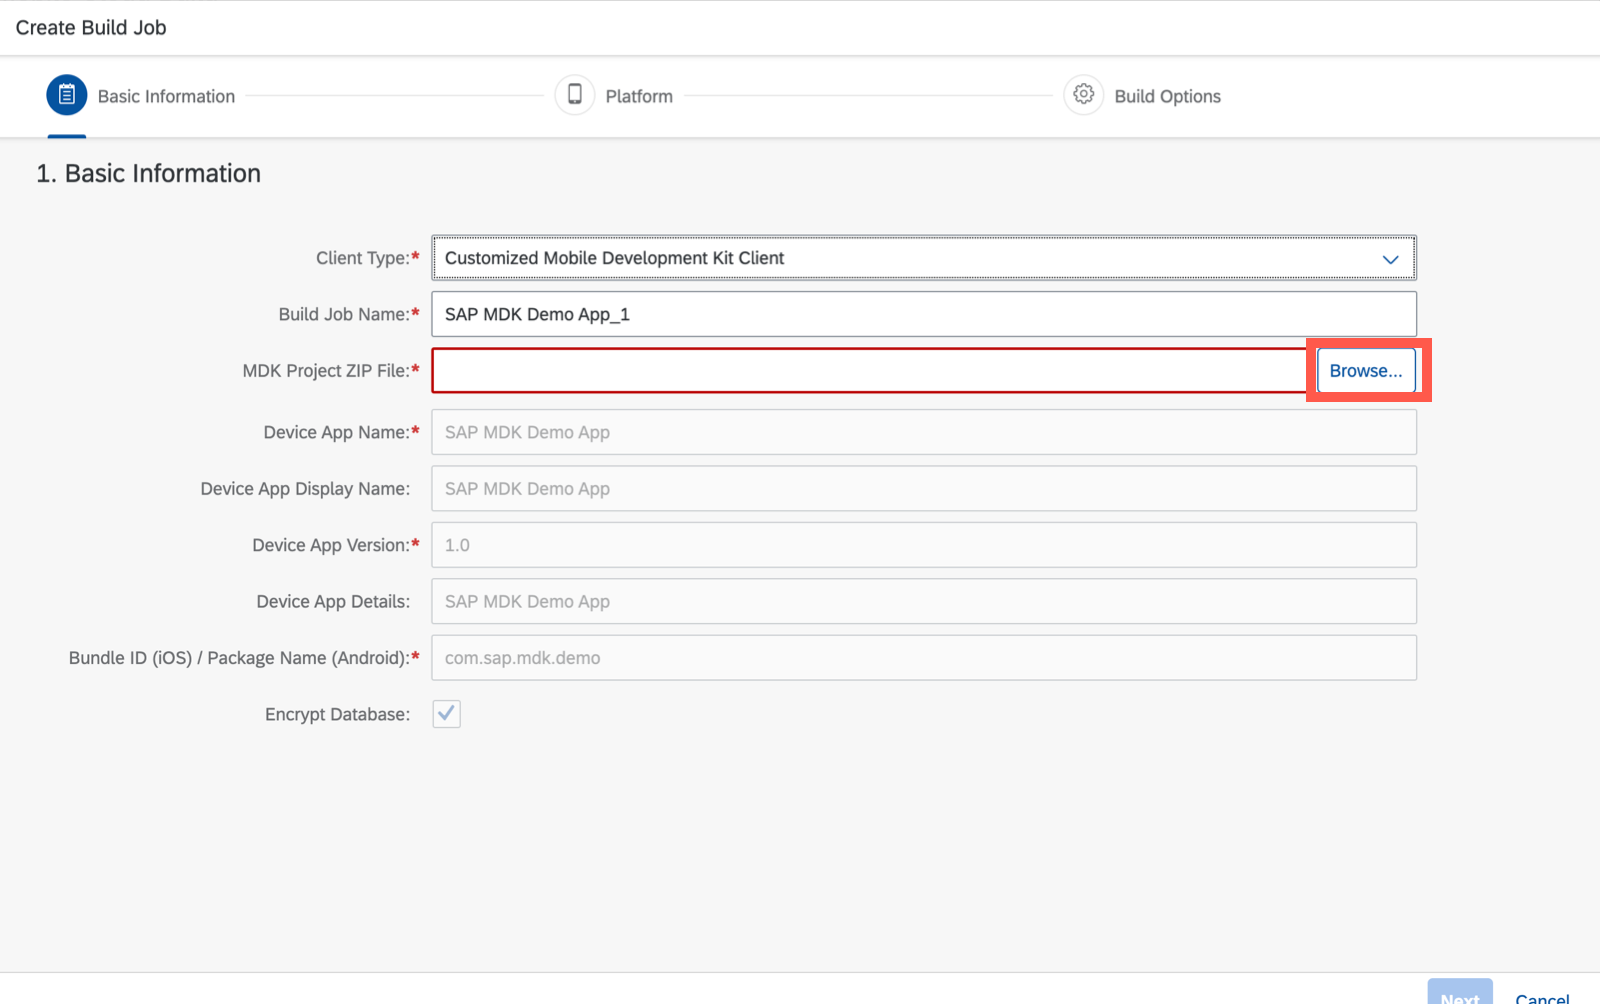 Create Build Job
Basic Information
Platform
Build Options
1. Basic Information
Client Type:* Customized Mobile Development Kit Client
Build Job Name:* SAP MDK Demo App_1
MDK Project ZIP File:* Browse...
Device App Name:* SAP MDK Demo App
Device App Display Name: SAP MDK Demo App
Device App Version:* 1.0
Device App Details: SAP MDK Demo App
Bundle ID (iOS) / Package Name (Android):* com.sap.mdk.demo
Encrypt Database:
Next Cancel